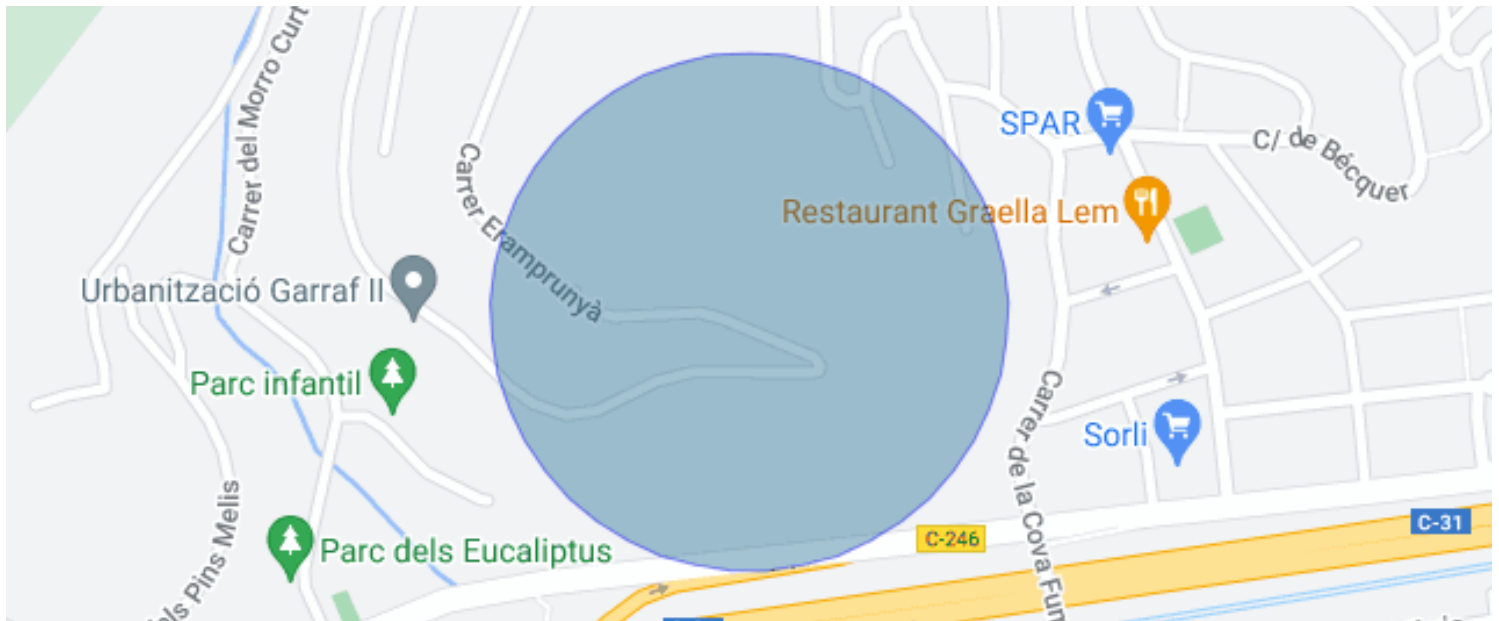 Carrer del Morro Curt
Carrer Eramprunyà
SPAR
C/ de Bécquer
Restaurant Graella Lem
Urbanització Garraf II
Parc infantil
Carrer de la Cova Fum
Sorli
C-31
C-246
Parc dels Eucaliptus
els Pins Melis